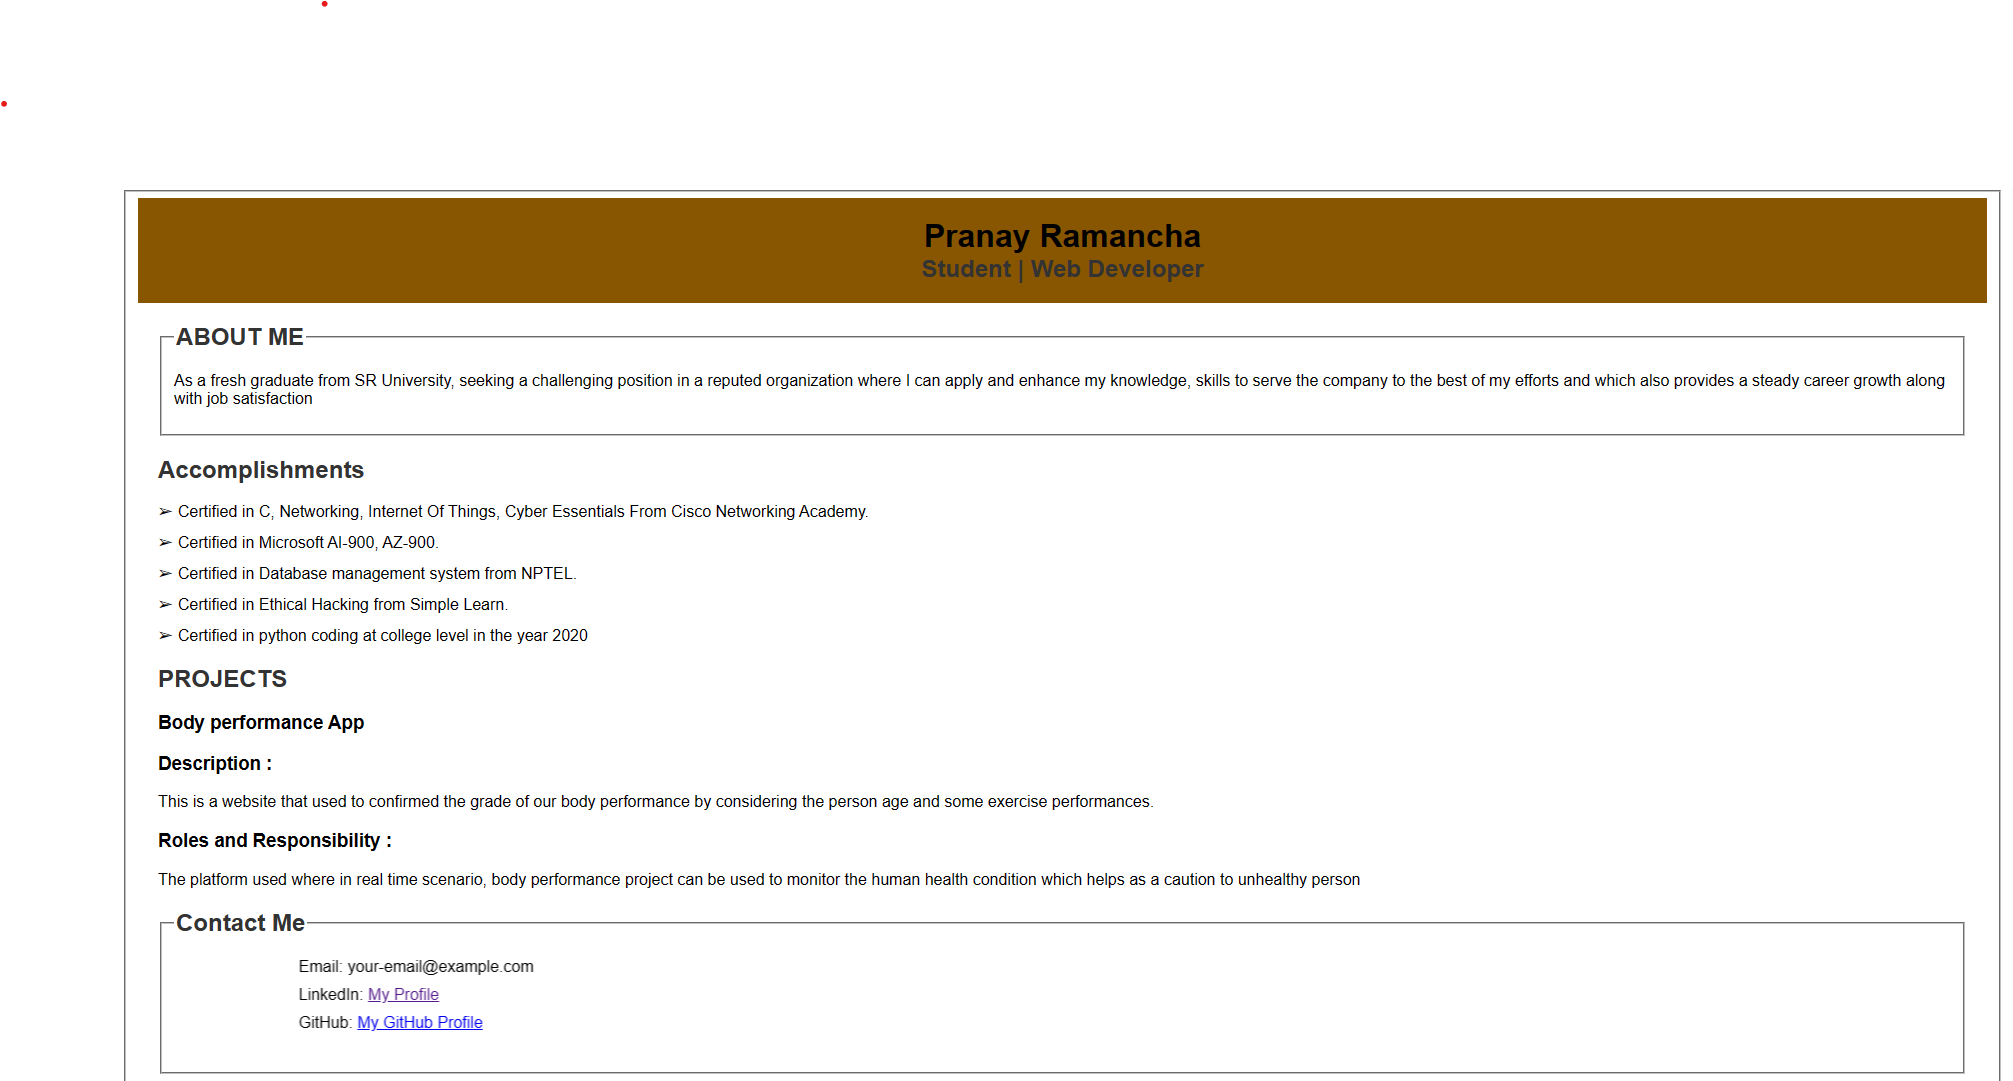 Pranay Ramancha
Student | Web Developer
ABOUT ME
As a fresh graduate from SR University, seeking a challenging position in a reputed organization where I can apply and enhance my knowledge, skills to serve the company to the best of my efforts and which also provides a steady career growth along
with job satisfaction
Accomplishments
➢ Certified in C, Networking, Internet Of Things, Cyber Essentials From Cisco Networking Academy.
➢ Certified in Microsoft AI-900, AZ-900.
➢ Certified in Database management system from NPTEL.
➢ Certified in Ethical Hacking from Simple Learn.
➢ Certified in python coding at college level in the year 2020
PROJECTS
Body performance App
Description :
This is a website that used to confirmed the grade of our body performance by considering the person age and some exercise performances.
Roles and Responsibility :
The platform used where in real time scenario, body performance project can be used to monitor the human health condition which helps as a caution to unhealthy person
Contact Me
Email: your-email@example.com
LinkedIn: My Profile
GitHub: My GitHub Profile